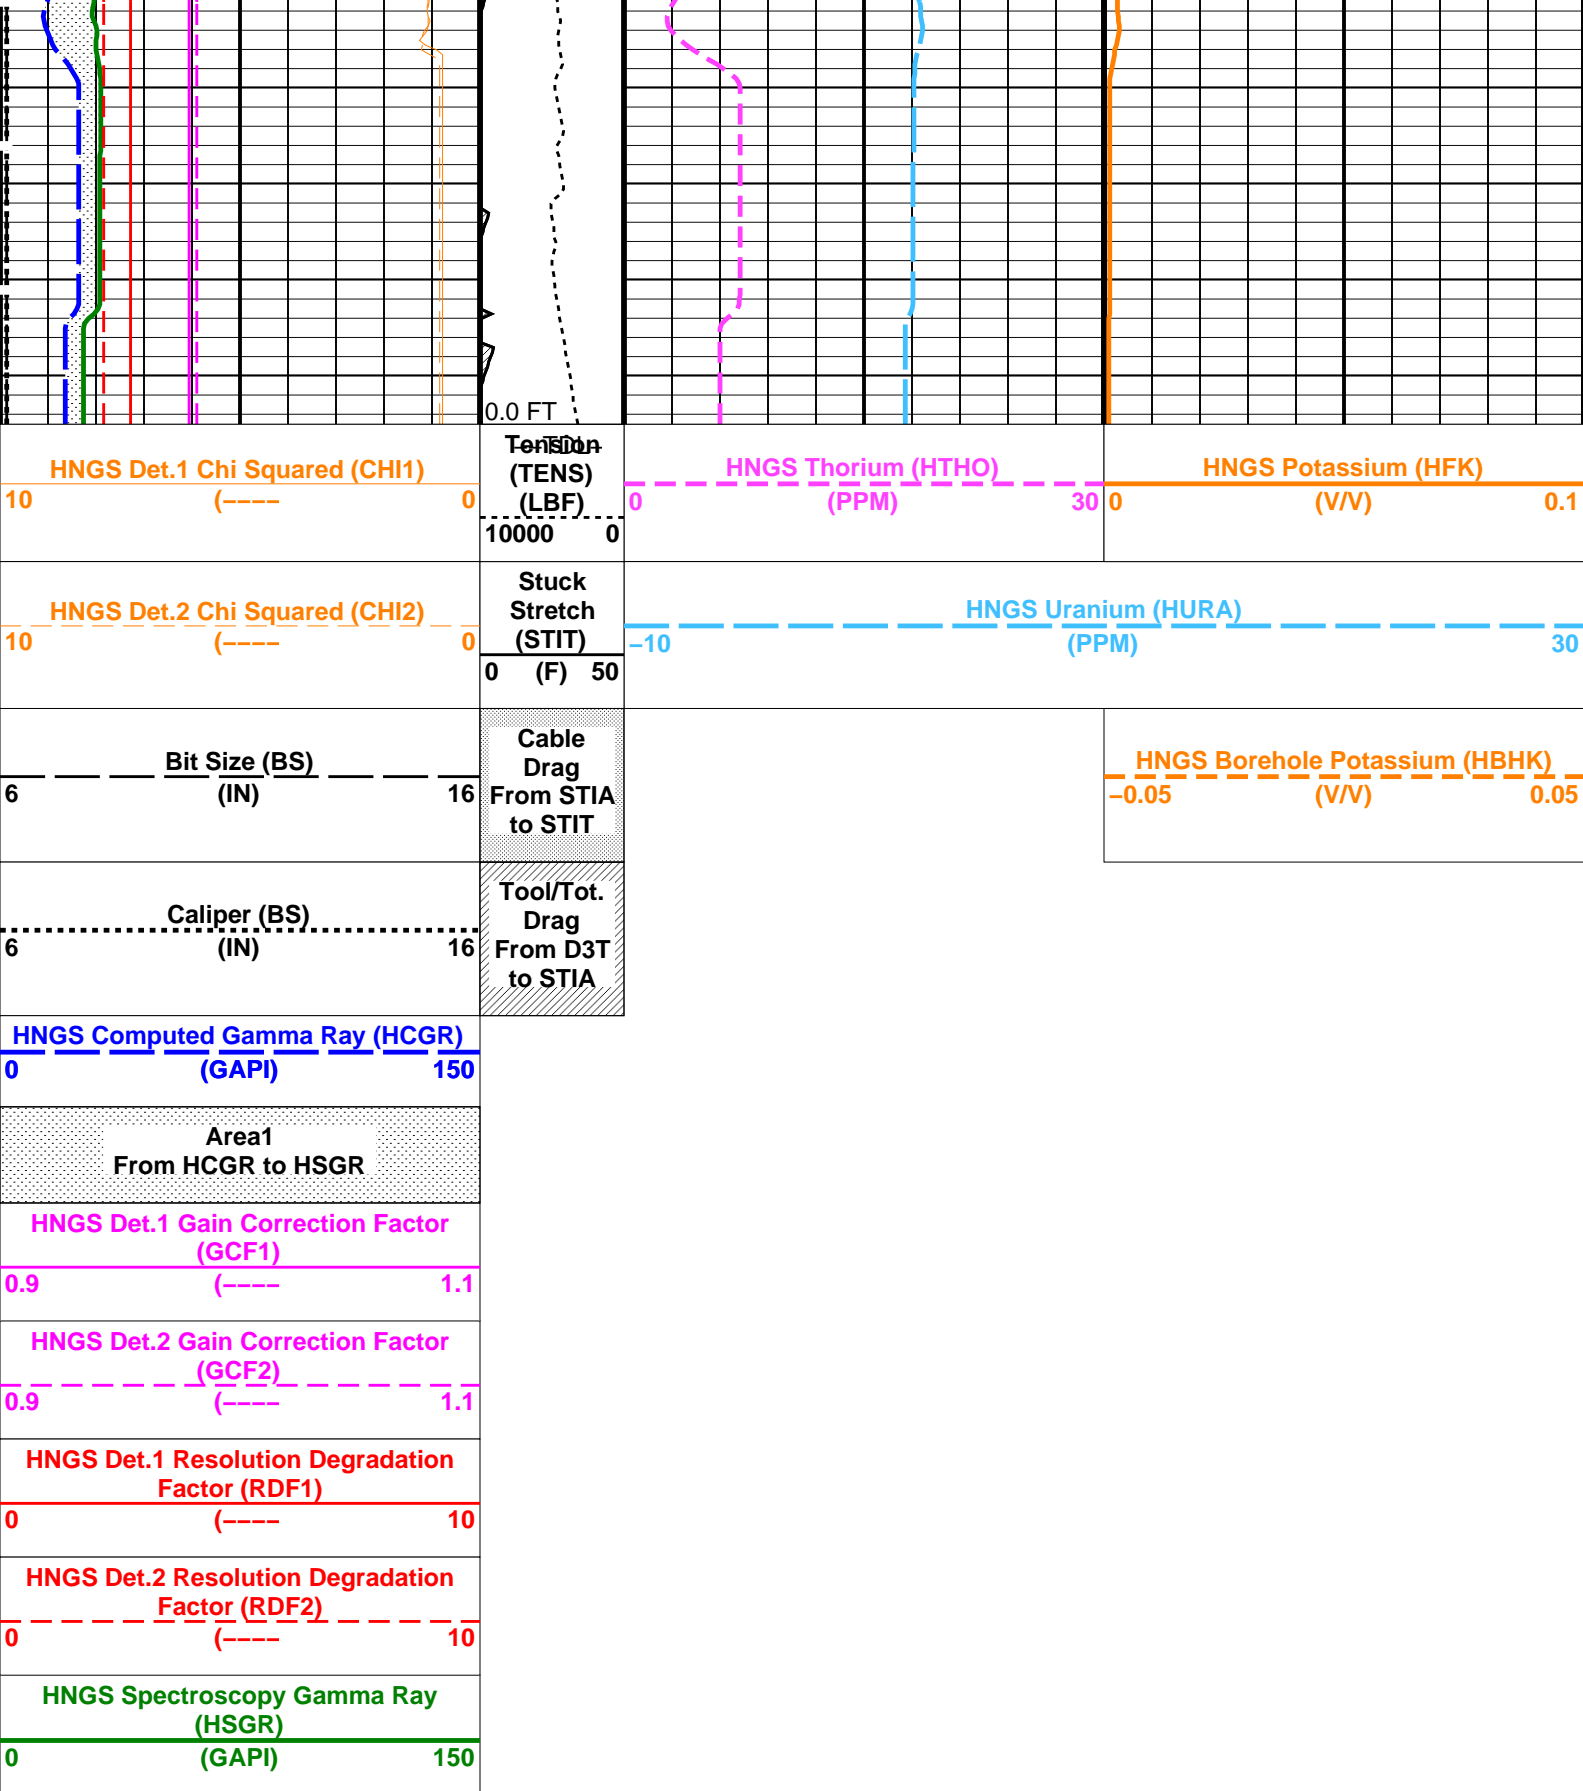 0.0 FT
TDL
HNGS Det.1 Chi Squared (CHI1)
10 (–––– 0
Tension
(TENS)
(LBF)
10000 0
HNGS Thorium (HTHO)
0 (PPM) 30
HNGS Potassium (HFK)
0 (V/V) 0.1
HNGS Det.2 Chi Squared (CHI2)
10 (–––– 0
Stuck
Stretch
(STIT)
0 (F) 50
HNGS Uranium (HURA)
–10 (PPM) 30
Bit Size (BS)
6 (IN) 16
Cable
Drag
From STIA
to STIT
HNGS Borehole Potassium (HBHK)
–0.05 (V/V) 0.05
Caliper (BS)
6 (IN) 16
Tool/Tot.
Drag
From D3T
to STIA
HNGS Computed Gamma Ray (HCGR)
0 (GAPI) 150
Area1
From HCGR to HSGR
HNGS Det.1 Gain Correction Factor
(GCF1)
0.9 (–––– 1.1
HNGS Det.2 Gain Correction Factor
(GCF2)
0.9 (–––– 1.1
HNGS Det.1 Resolution Degradation
Factor (RDF1)
0 (–––– 10
HNGS Det.2 Resolution Degradation
Factor (RDF2)
0 (–––– 10
HNGS Spectroscopy Gamma Ray
(HSGR)
0 (GAPI) 150